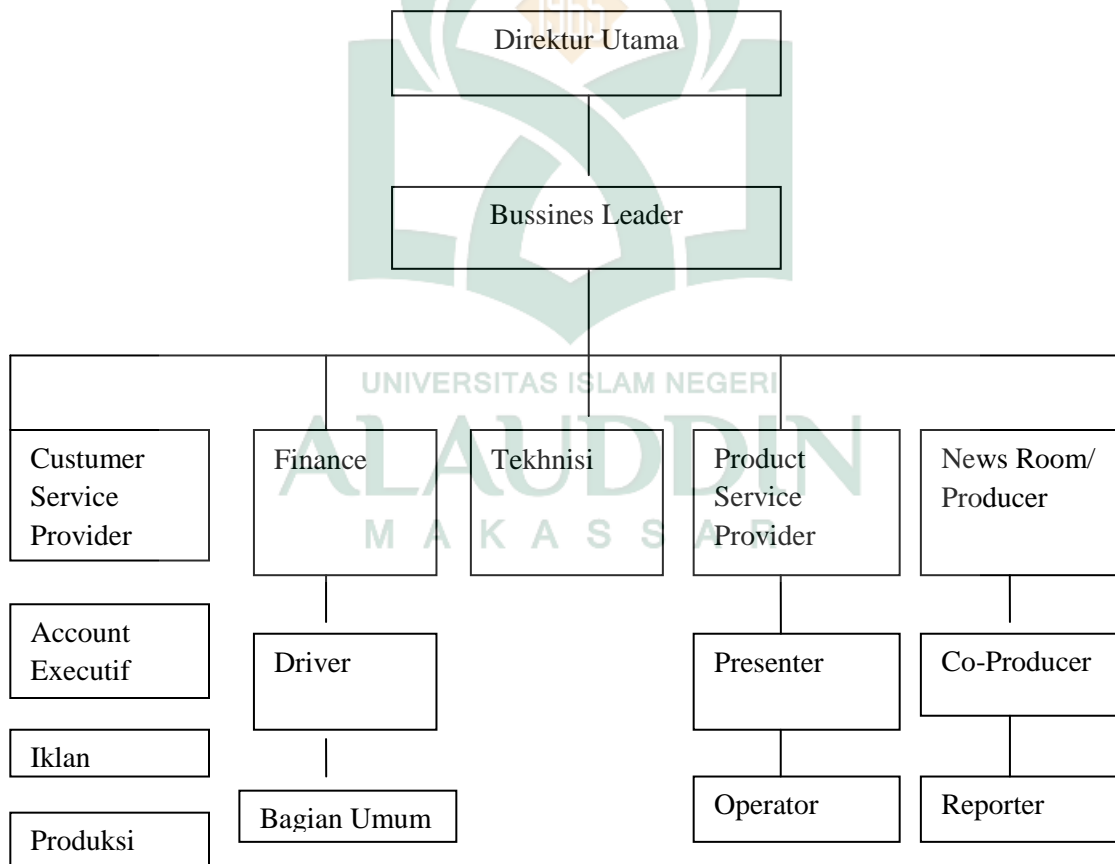 Direktur Utama
Bussines Leader
UNIVERSITAS ISLAM NEGERI
ALAUDDIN
MAKASSAR
Custumer
Service
Provider
Finance
Tekhnisi
Product
Service
Provider
News Room/
Producer
Account
Executif
Driver
Presenter
Co-Producer
Iklan
Bagian Umum
Operator
Reporter
Produksi